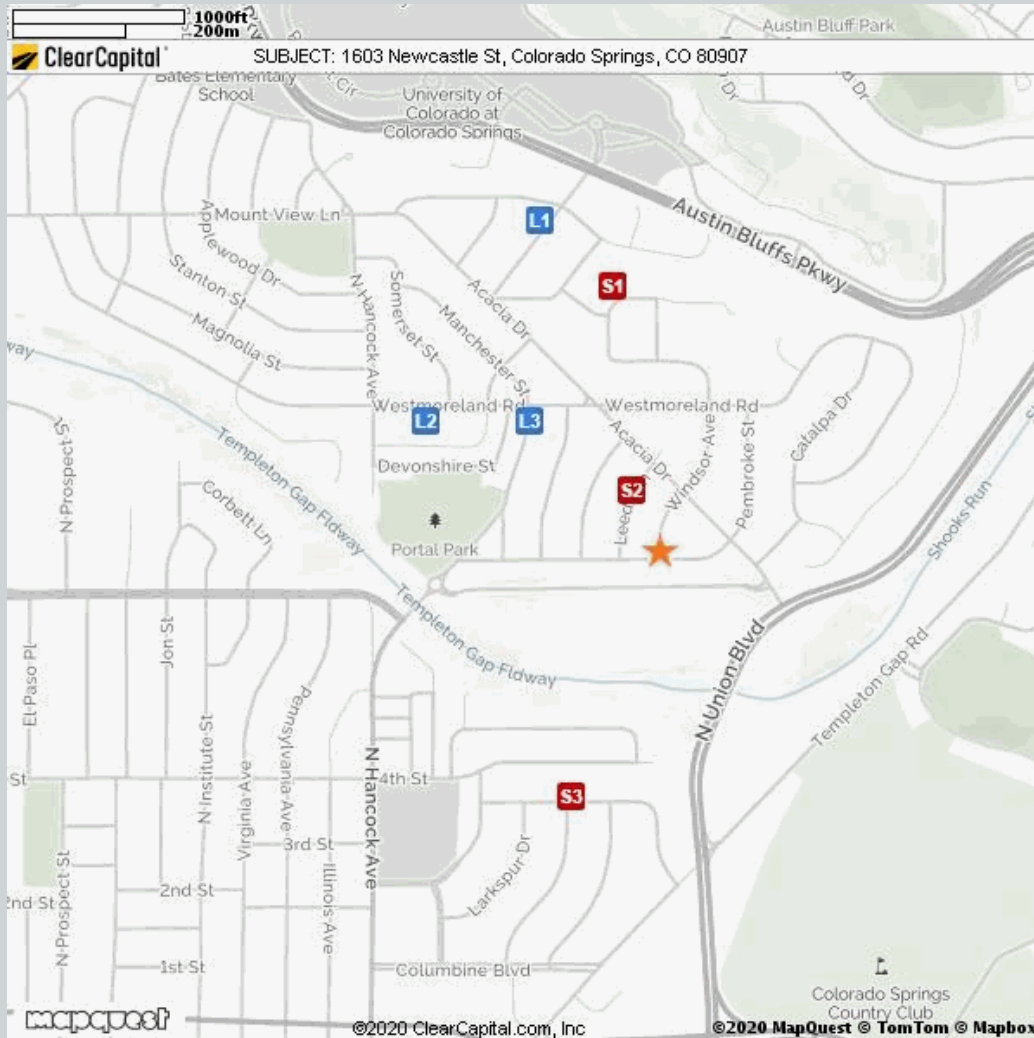 1000ft
200m
Austin Bluff Park
ClearCapital
SUBJECT: 1603 Newcastle St, Colorado Springs, CO 80907
Bates Elementary
School
University of
Colorado at
Colorado Springs
Mount View Ln
L1
Austin Bluffs Pkwy
Applewood Dr
Stanton St
Magnolia St
N Hancock Ave
Somerset St
Manchester St
Acacia Dr
S1
Westmoreland Rd
Westmoreland Rd
L2
L3
Acacia Dr
Windsor Ave
Pembroke St
Catalpa Dr
way
N Prospect St
Templeton Gap Fldway
Devonshire St
Corbett Ln
S2
Portal Park
Shooks Run
Templeton Gap Fldway
El Paso Pl
Jon St
N Institute St
Virginia Ave
Pennsylvania Ave
N Hancock Ave
N Union Blvd
Templeton Gap Rd
St
4th St
S3
3rd St
Illinois Ave
Larkspur Dr
2nd St
2nd St
N Prospect St
1st St
Columbine Blvd
Colorado Springs
Country Club
mapquest
©2020 ClearCapital.com, Inc
©2020 MapQuest © TomTom © Mapbox